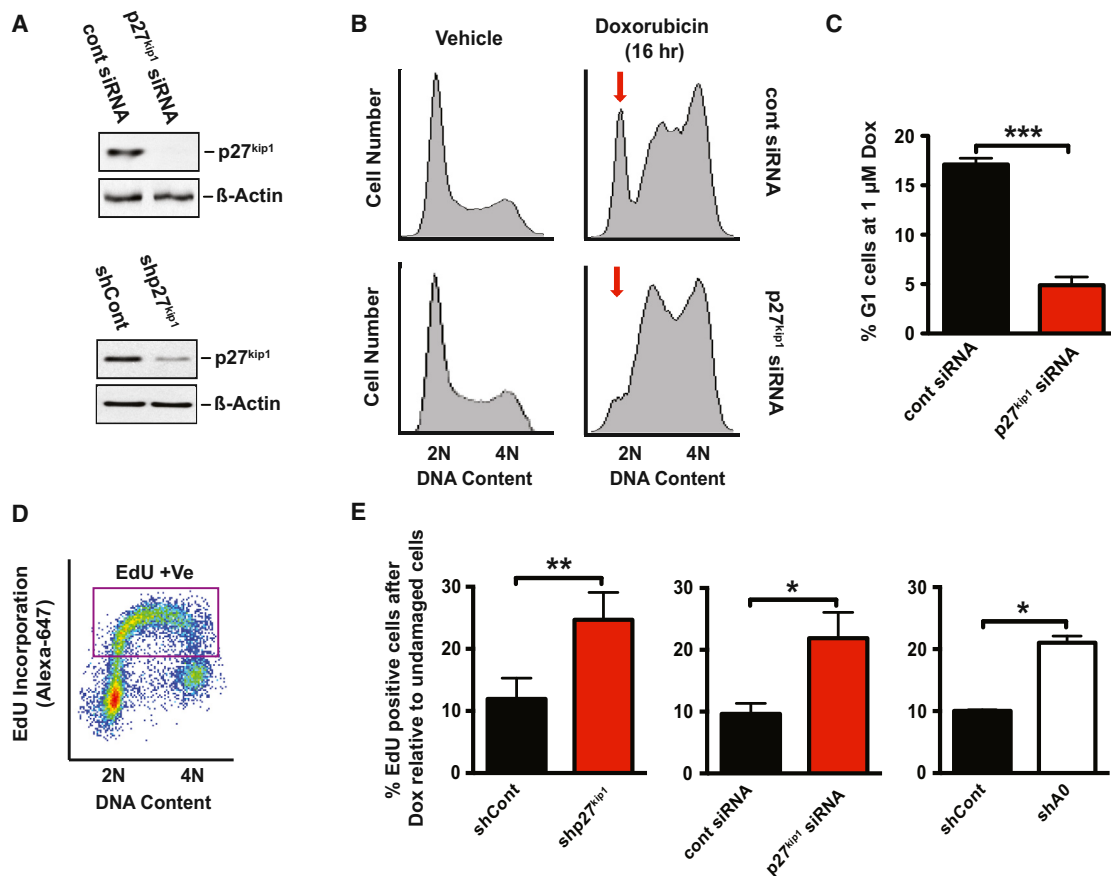 A
cont siRNA
p27kip1 siRNA
p27kip1
ß-Actin
shCont
shp27kip1
p27kip1
ß-Actin
B
Vehicle
Doxorubicin
(16 hr)
Cell Number
cont siRNA
Cell Number
p27kip1 siRNA
2N 4N
DNA Content
2N 4N
DNA Content
C
% G1 cells at 1 µM Dox
20
15
10
5
0
***
cont siRNA
p27kip1 siRNA
D
EdU +Ve
EdU Incorporation
(Alexa-647)
2N 4N
DNA Content
E
% EdU positive cells after
Dox relative to undamaged cells
30
20
10
0
**
shCont
shp27kip1
30
20
10
0
*
cont siRNA
p27kip1 siRNA
30
20
10
0
*
shCont
shA0